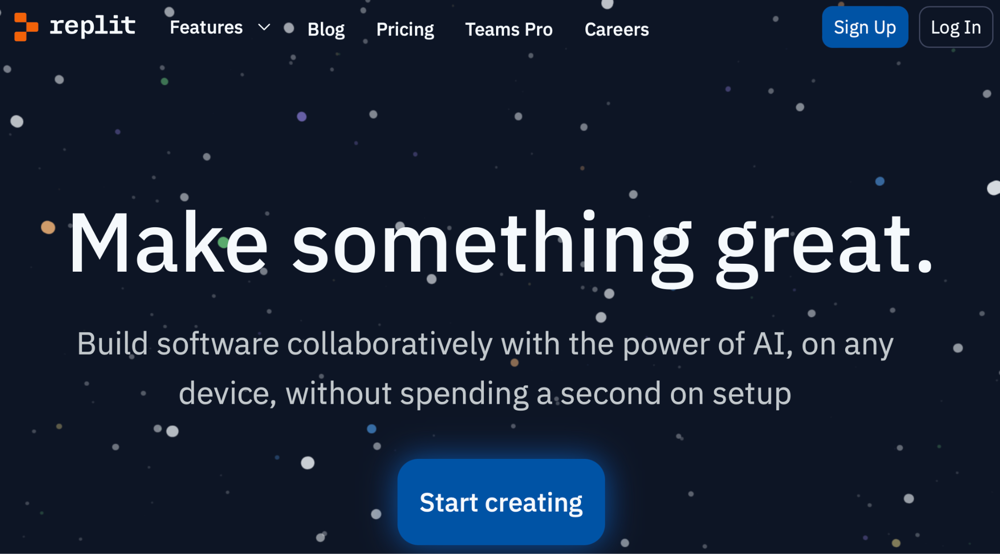 replit Features Blog Pricing Teams Pro Careers Sign Up Log In
Make something great.
Build software collaboratively with the power of AI, on any
device, without spending a second on setup
Start creating